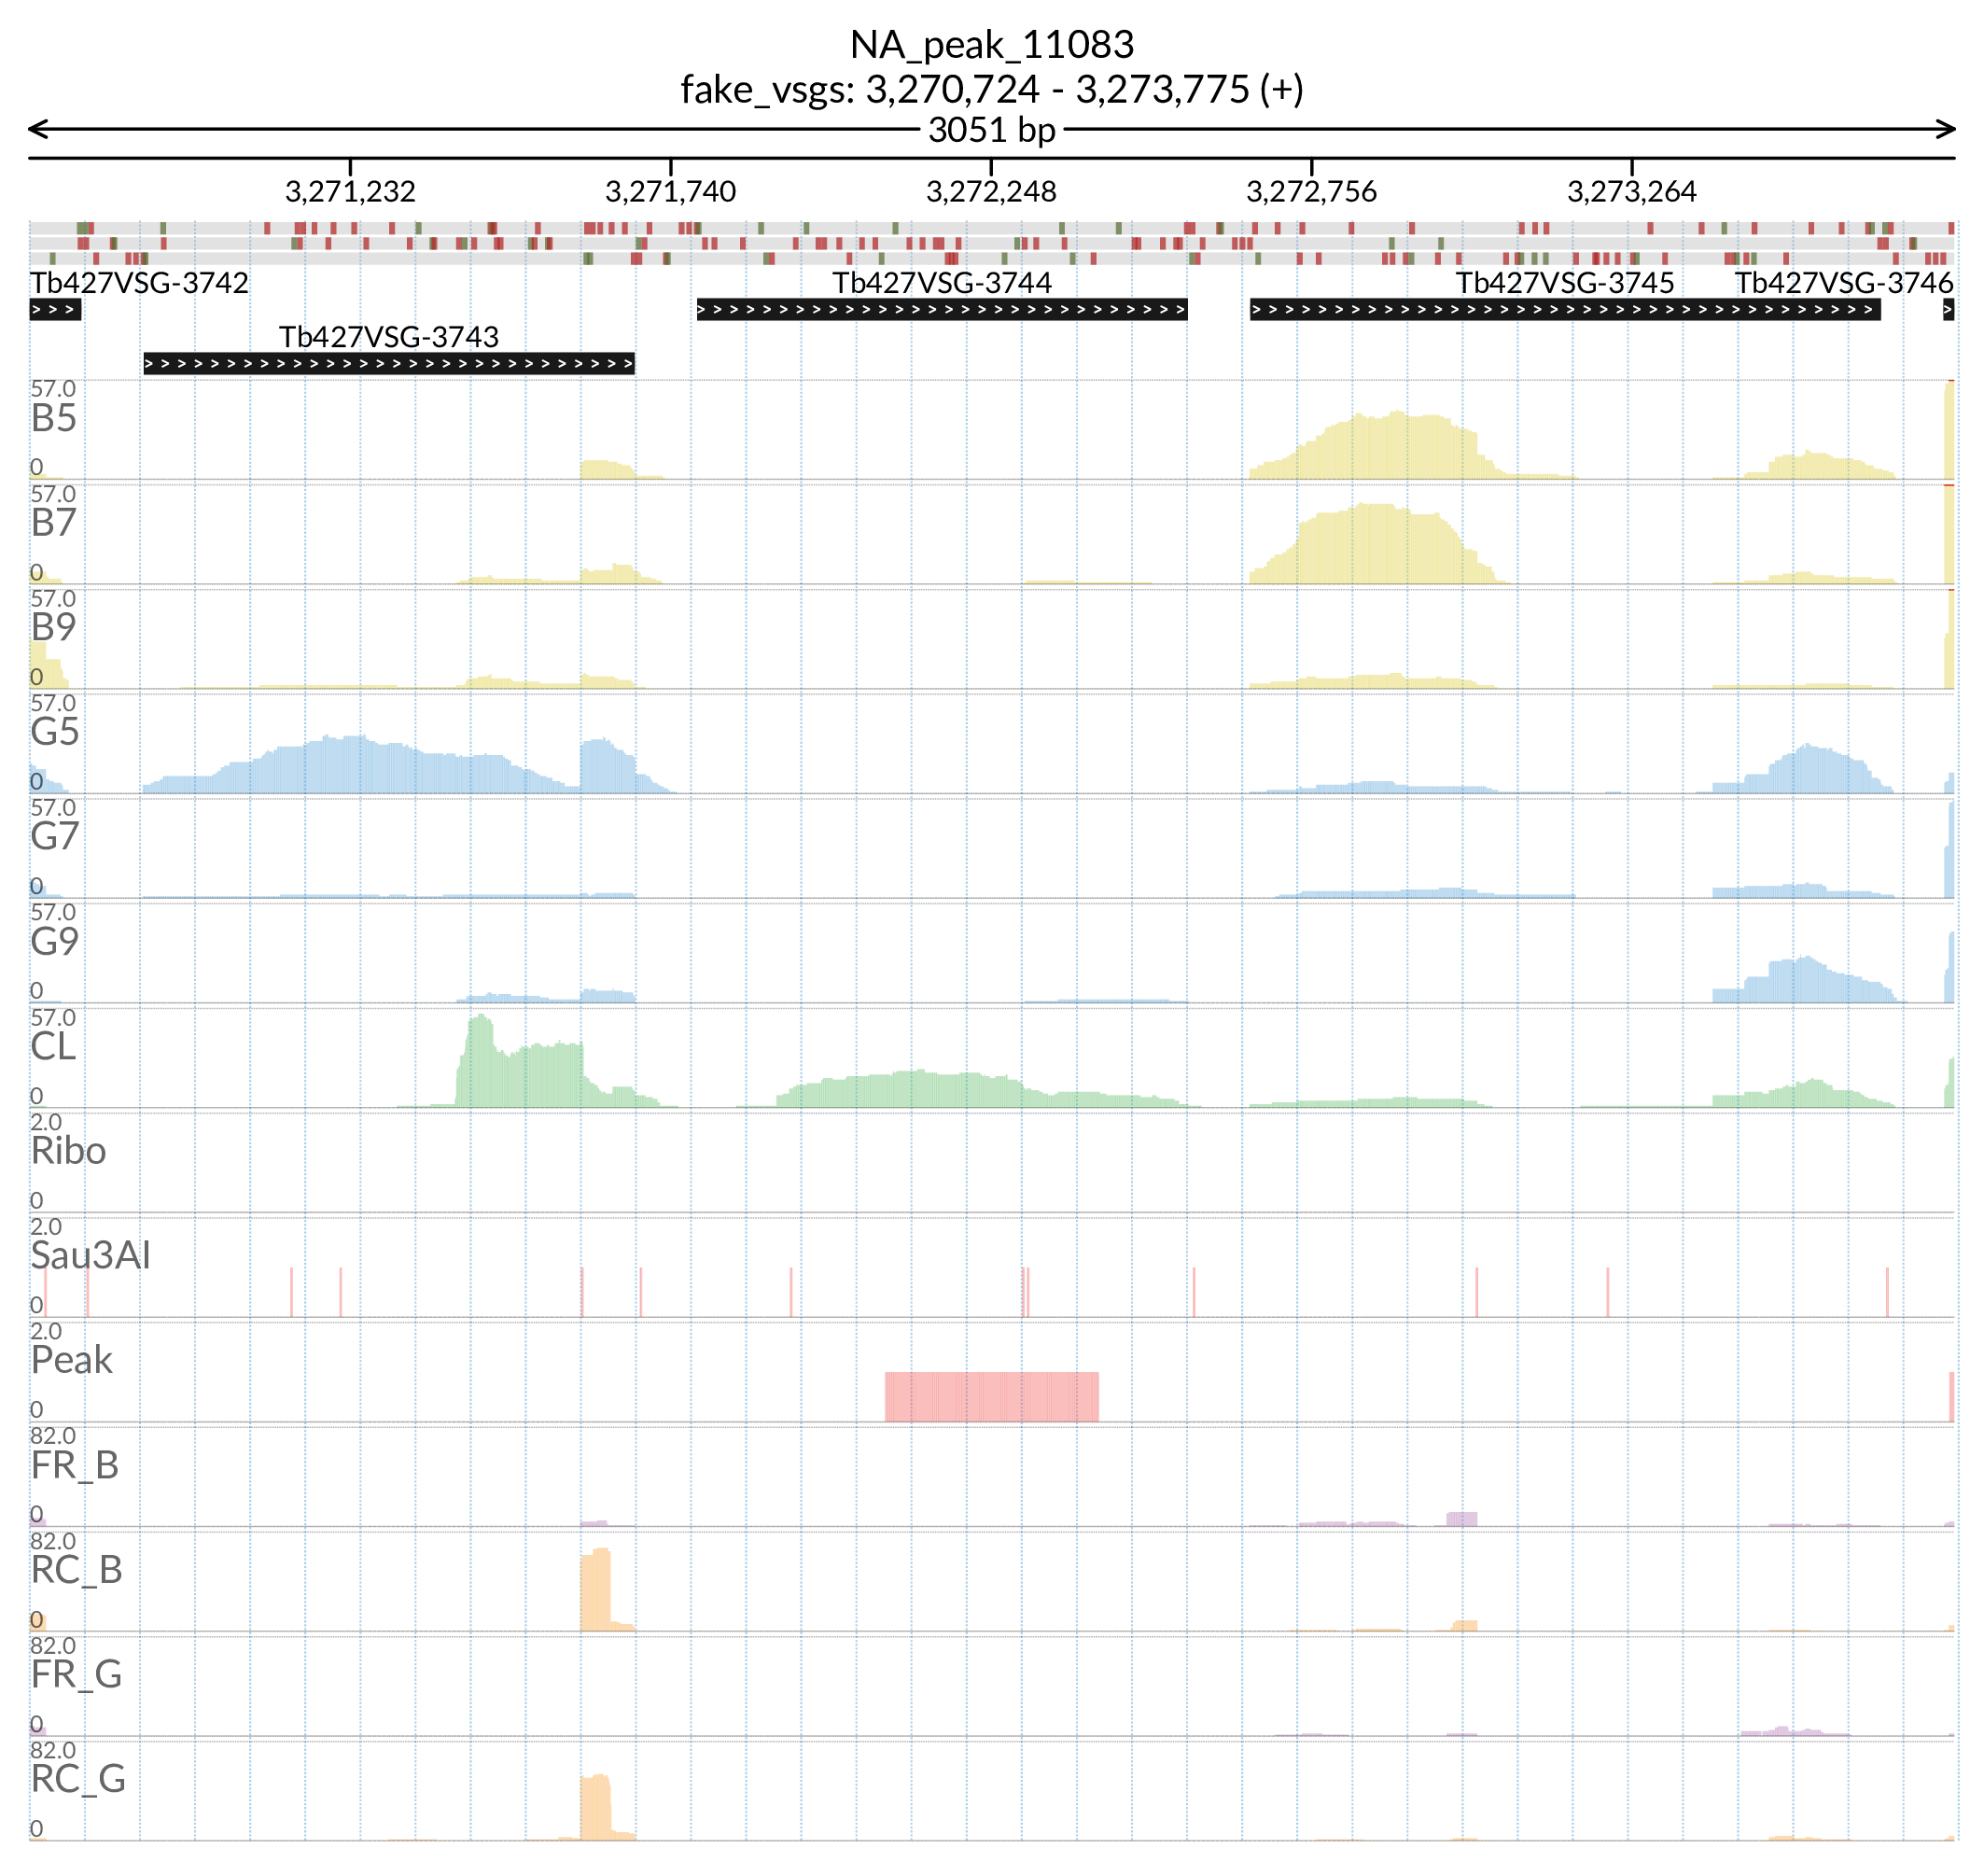 NA_peak_11083
fake_vsgs: 3,270,724 - 3,273,775 (+)
3051 bp
3,271,232 3,271,740 3,272,248 3,272,756 3,273,264
Tb427VSG-3742 Tb427VSG-3744 Tb427VSG-3745 Tb427VSG-3746
Tb427VSG-3743
57.0
B5
0
57.0
B7
0
57.0
B9
0
57.0
G5
0
57.0
G7
0
57.0
G9
0
57.0
CL
0
2.0
Ribo
0
2.0
Sau3AI
0
2.0
Peak
0
82.0
FR_B
0
82.0
RC_B
0
82.0
FR_G
0
82.0
RC_G
0